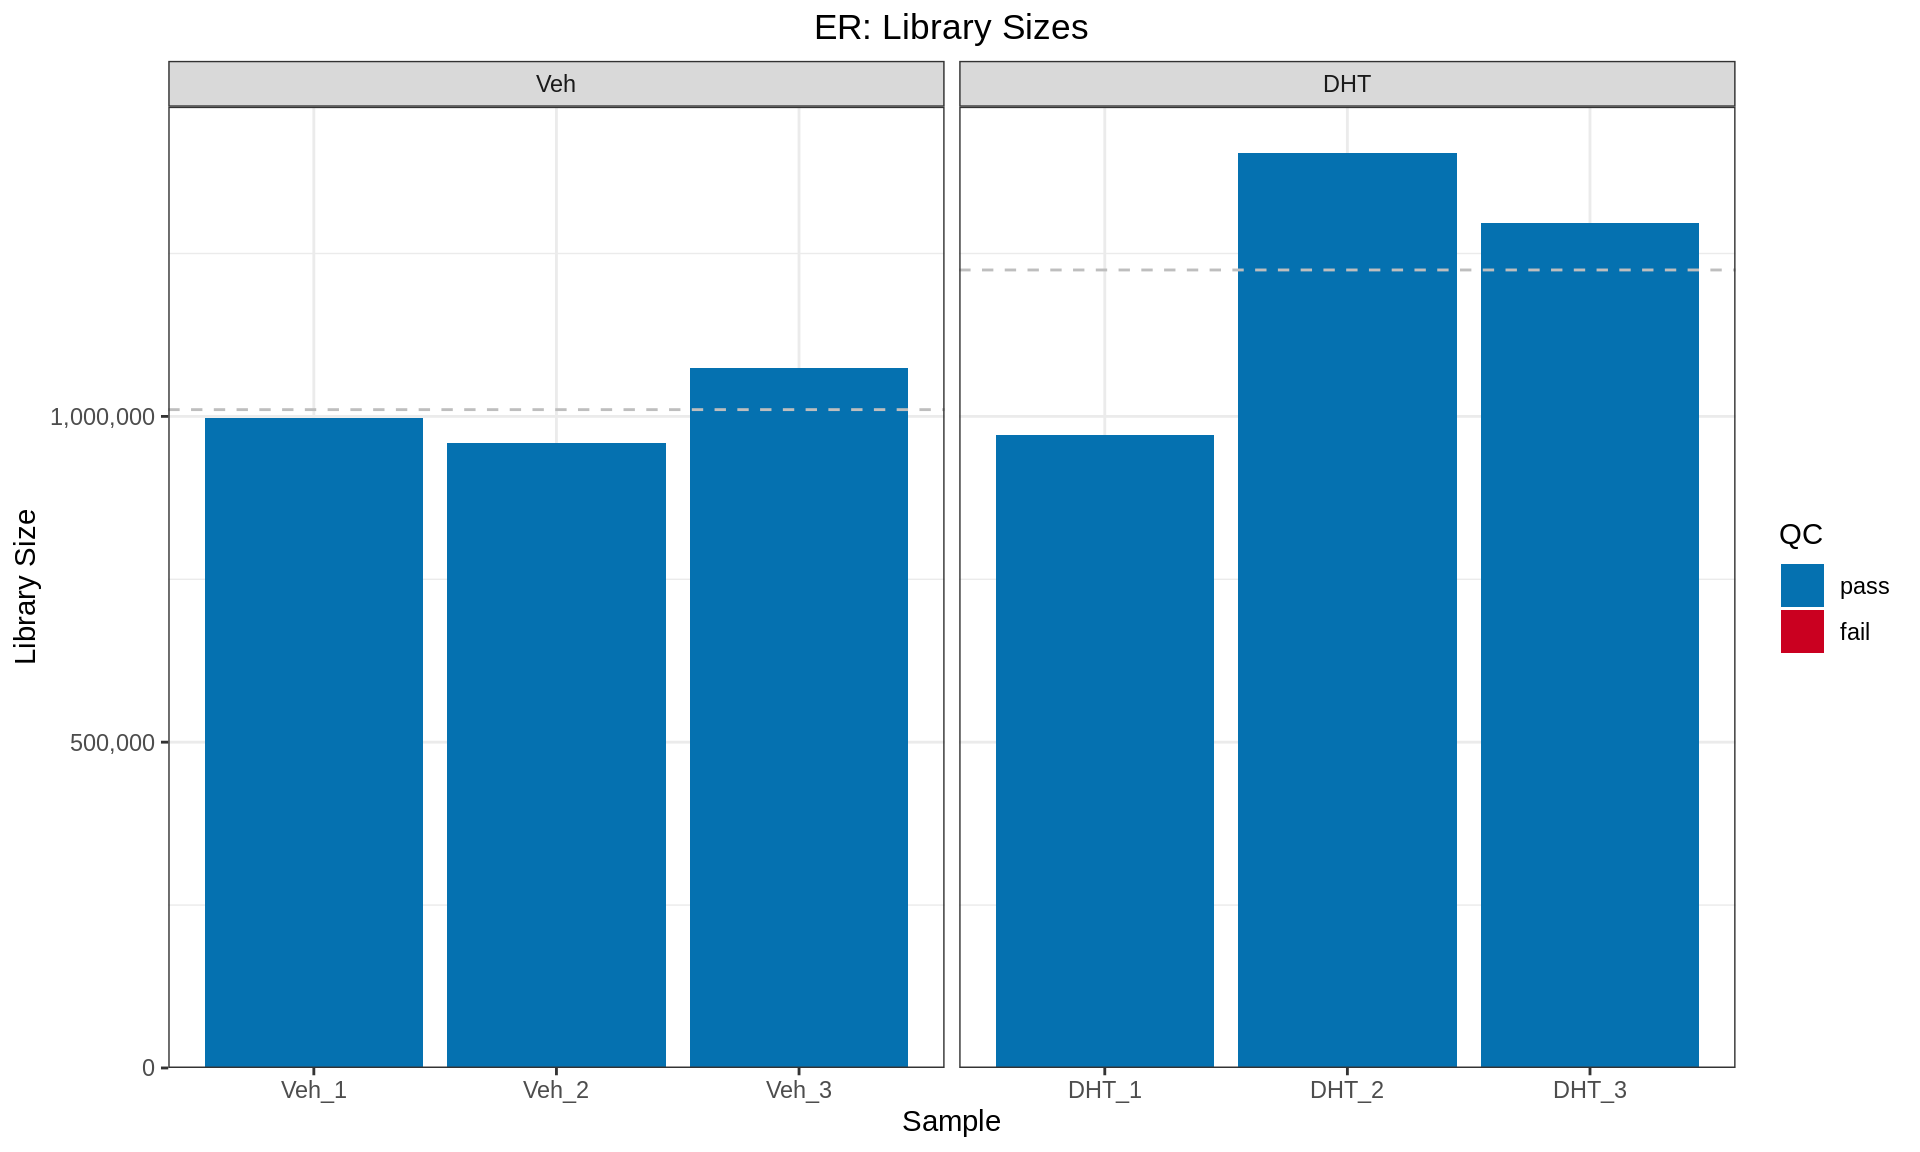 ER: Library Sizes
Veh
DHT
Library Size
1,000,000
500,000
0
Veh_1
Veh_2
Veh_3
DHT_1
DHT_2
DHT_3
Sample
QC
pass
fail